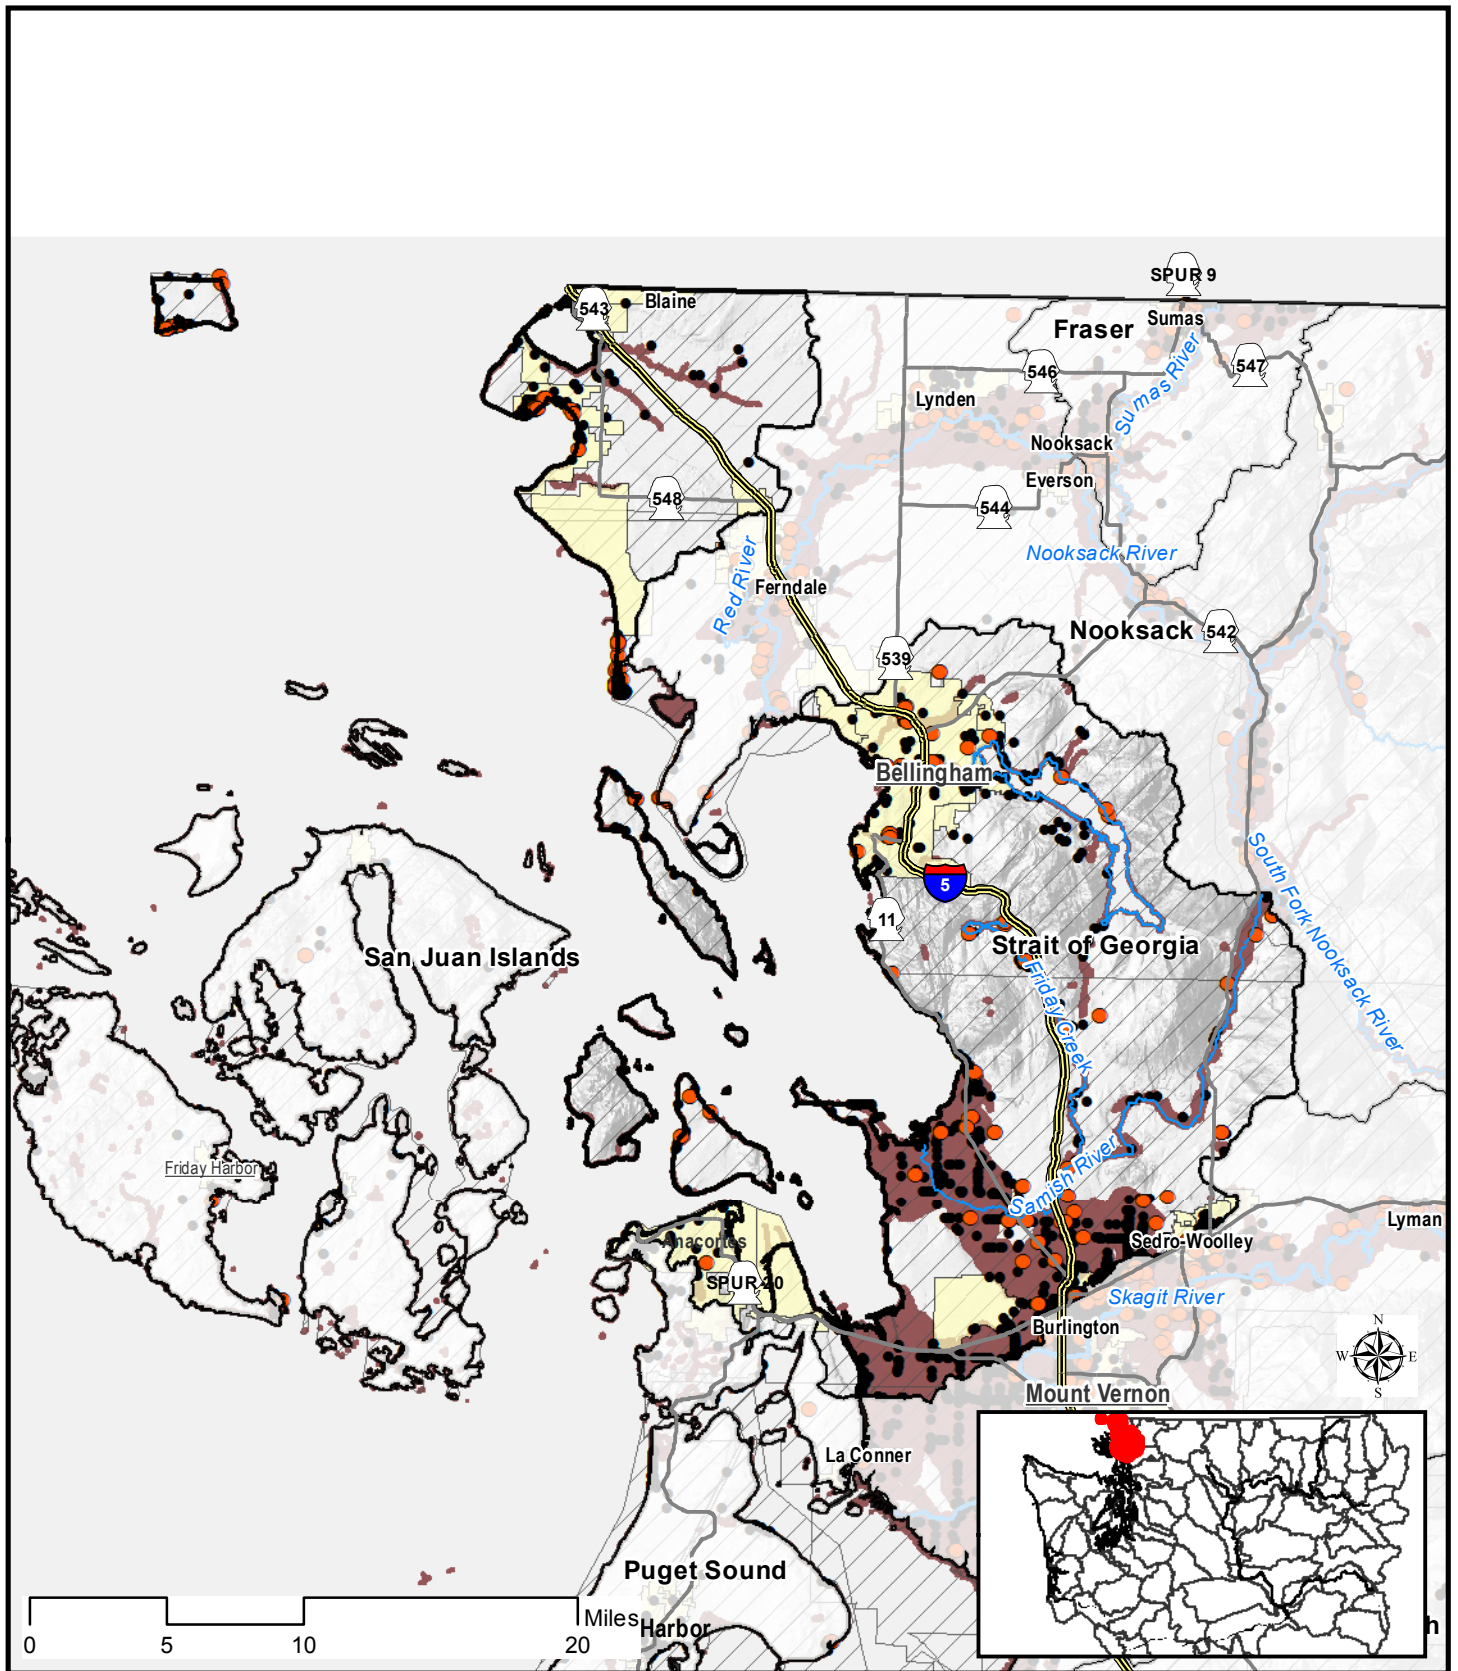 SPUR 9
543
Blaine
Sumas
Fraser
Sumas River
546
547
Lynden
Nooksack
Everson
548
544
Nooksack River
Red River
Ferndale
Nooksack
542
539
Bellingham
South Fork Nooksack River
5
11
San Juan Islands
Strait of Georgia
Friday Creek
Friday Harbor
Samish River
Lyman
Anacortes
Sedro-Woolley
SPUR 20
Skagit River
Burlington
N
W E
S
Mount Vernon
La Conner
Puget Sound
Miles
Harbor
h
0 5 10 20